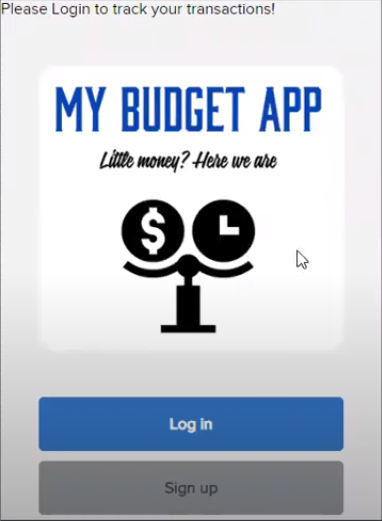 Please Login to track your transactions!
MY BUDGET APP
Little money? Here we are
$
Log in
Sign up